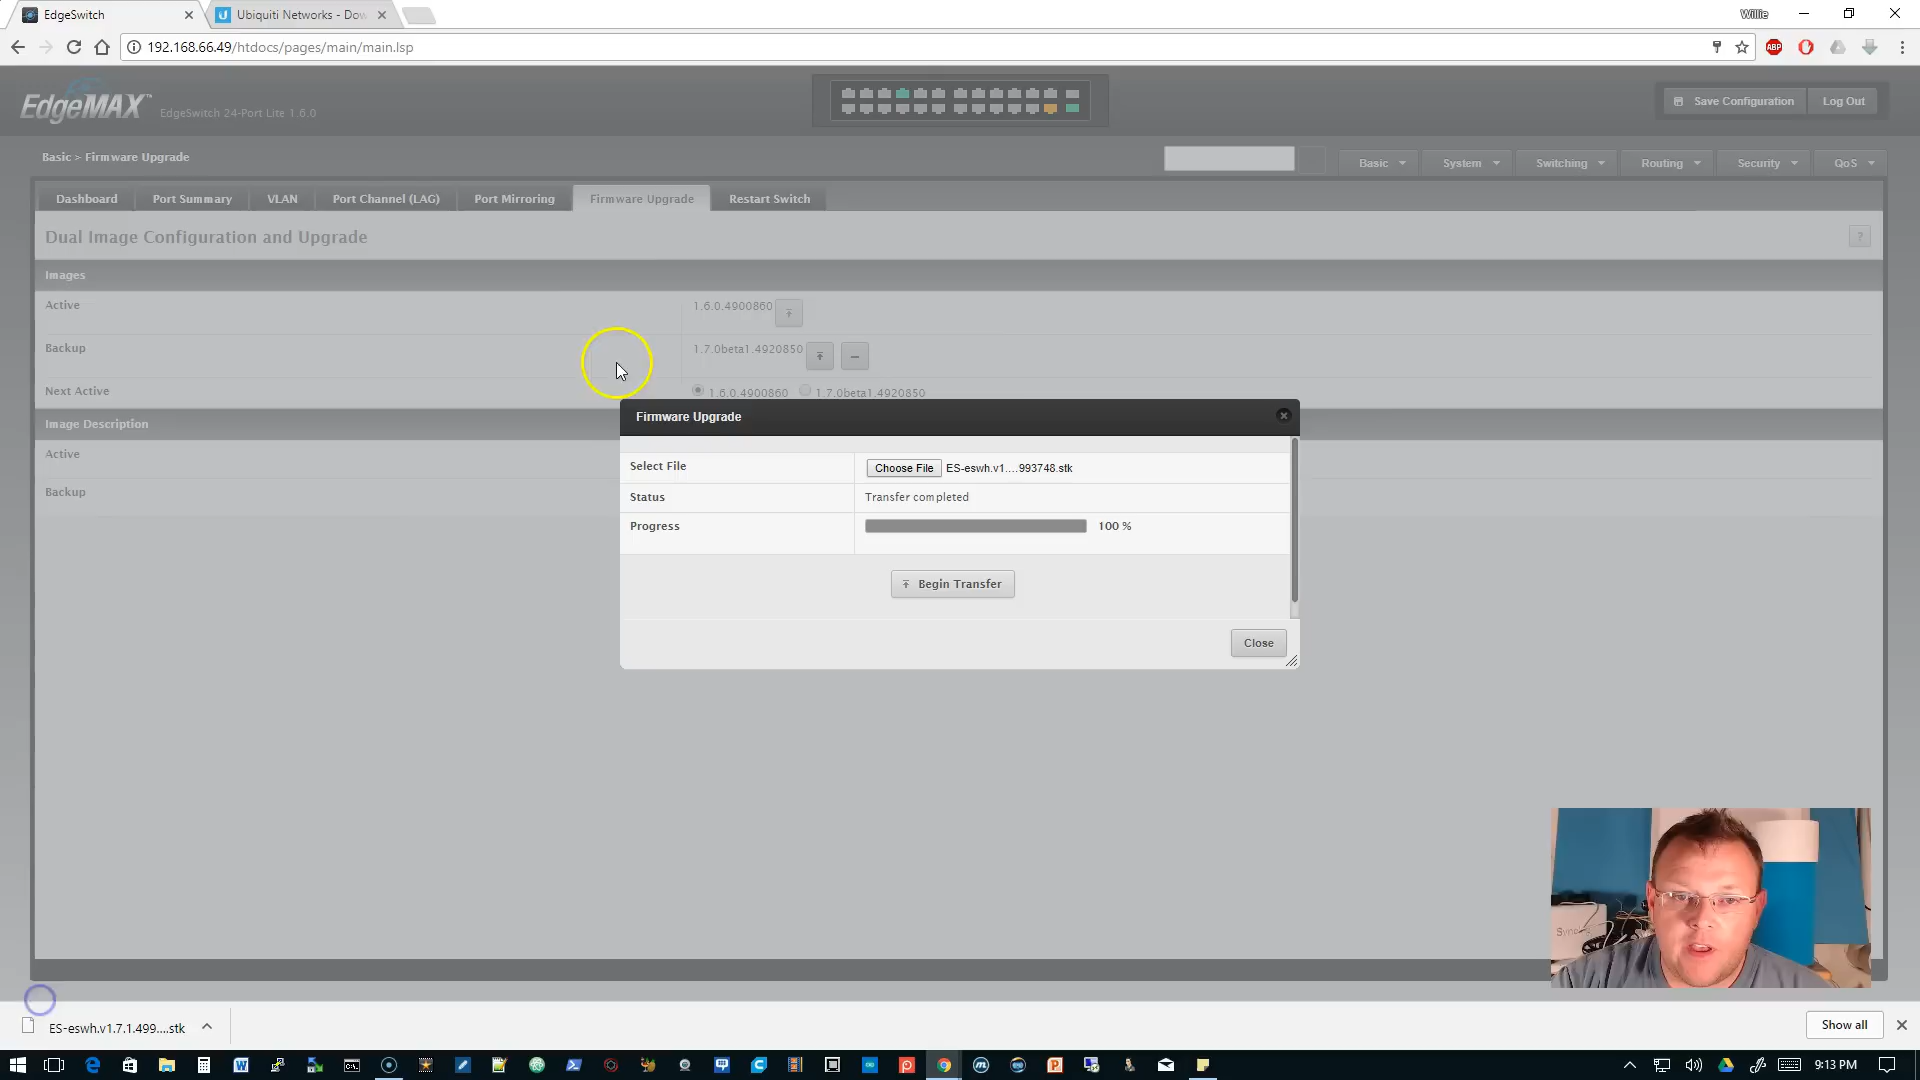 EdgeSwitch
Ubiquiti Networks - Dow
Willie
192.168.66.49/htdocs/pages/main/main.lsp
ABP
EdgeMAX™
EdgeSwitch 24-Port Lite 1.6.0
Save Configuration
Log Out
Basic > Firmware Upgrade
Basic
System
Switching
Routing
Security
QoS
Dashboard
Port Summary
VLAN
Port Channel (LAG)
Port Mirroring
Firmware Upgrade
Restart Switch
Dual Image Configuration and Upgrade
?
Images
Active
1.6.0.4900860
Backup
1.7.0beta1.4920850
Next Active
1.6.0.4900860
1.7.0beta1.4920850
Image Description
Active
Backup
Firmware Upgrade
Select File
Choose File
ES-eswh.v1....993748.stk
Status
Transfer completed
Progress
100 %
Begin Transfer
Close
ES-eswh.v1.7.1.499....stk
Show all
9:13 PM